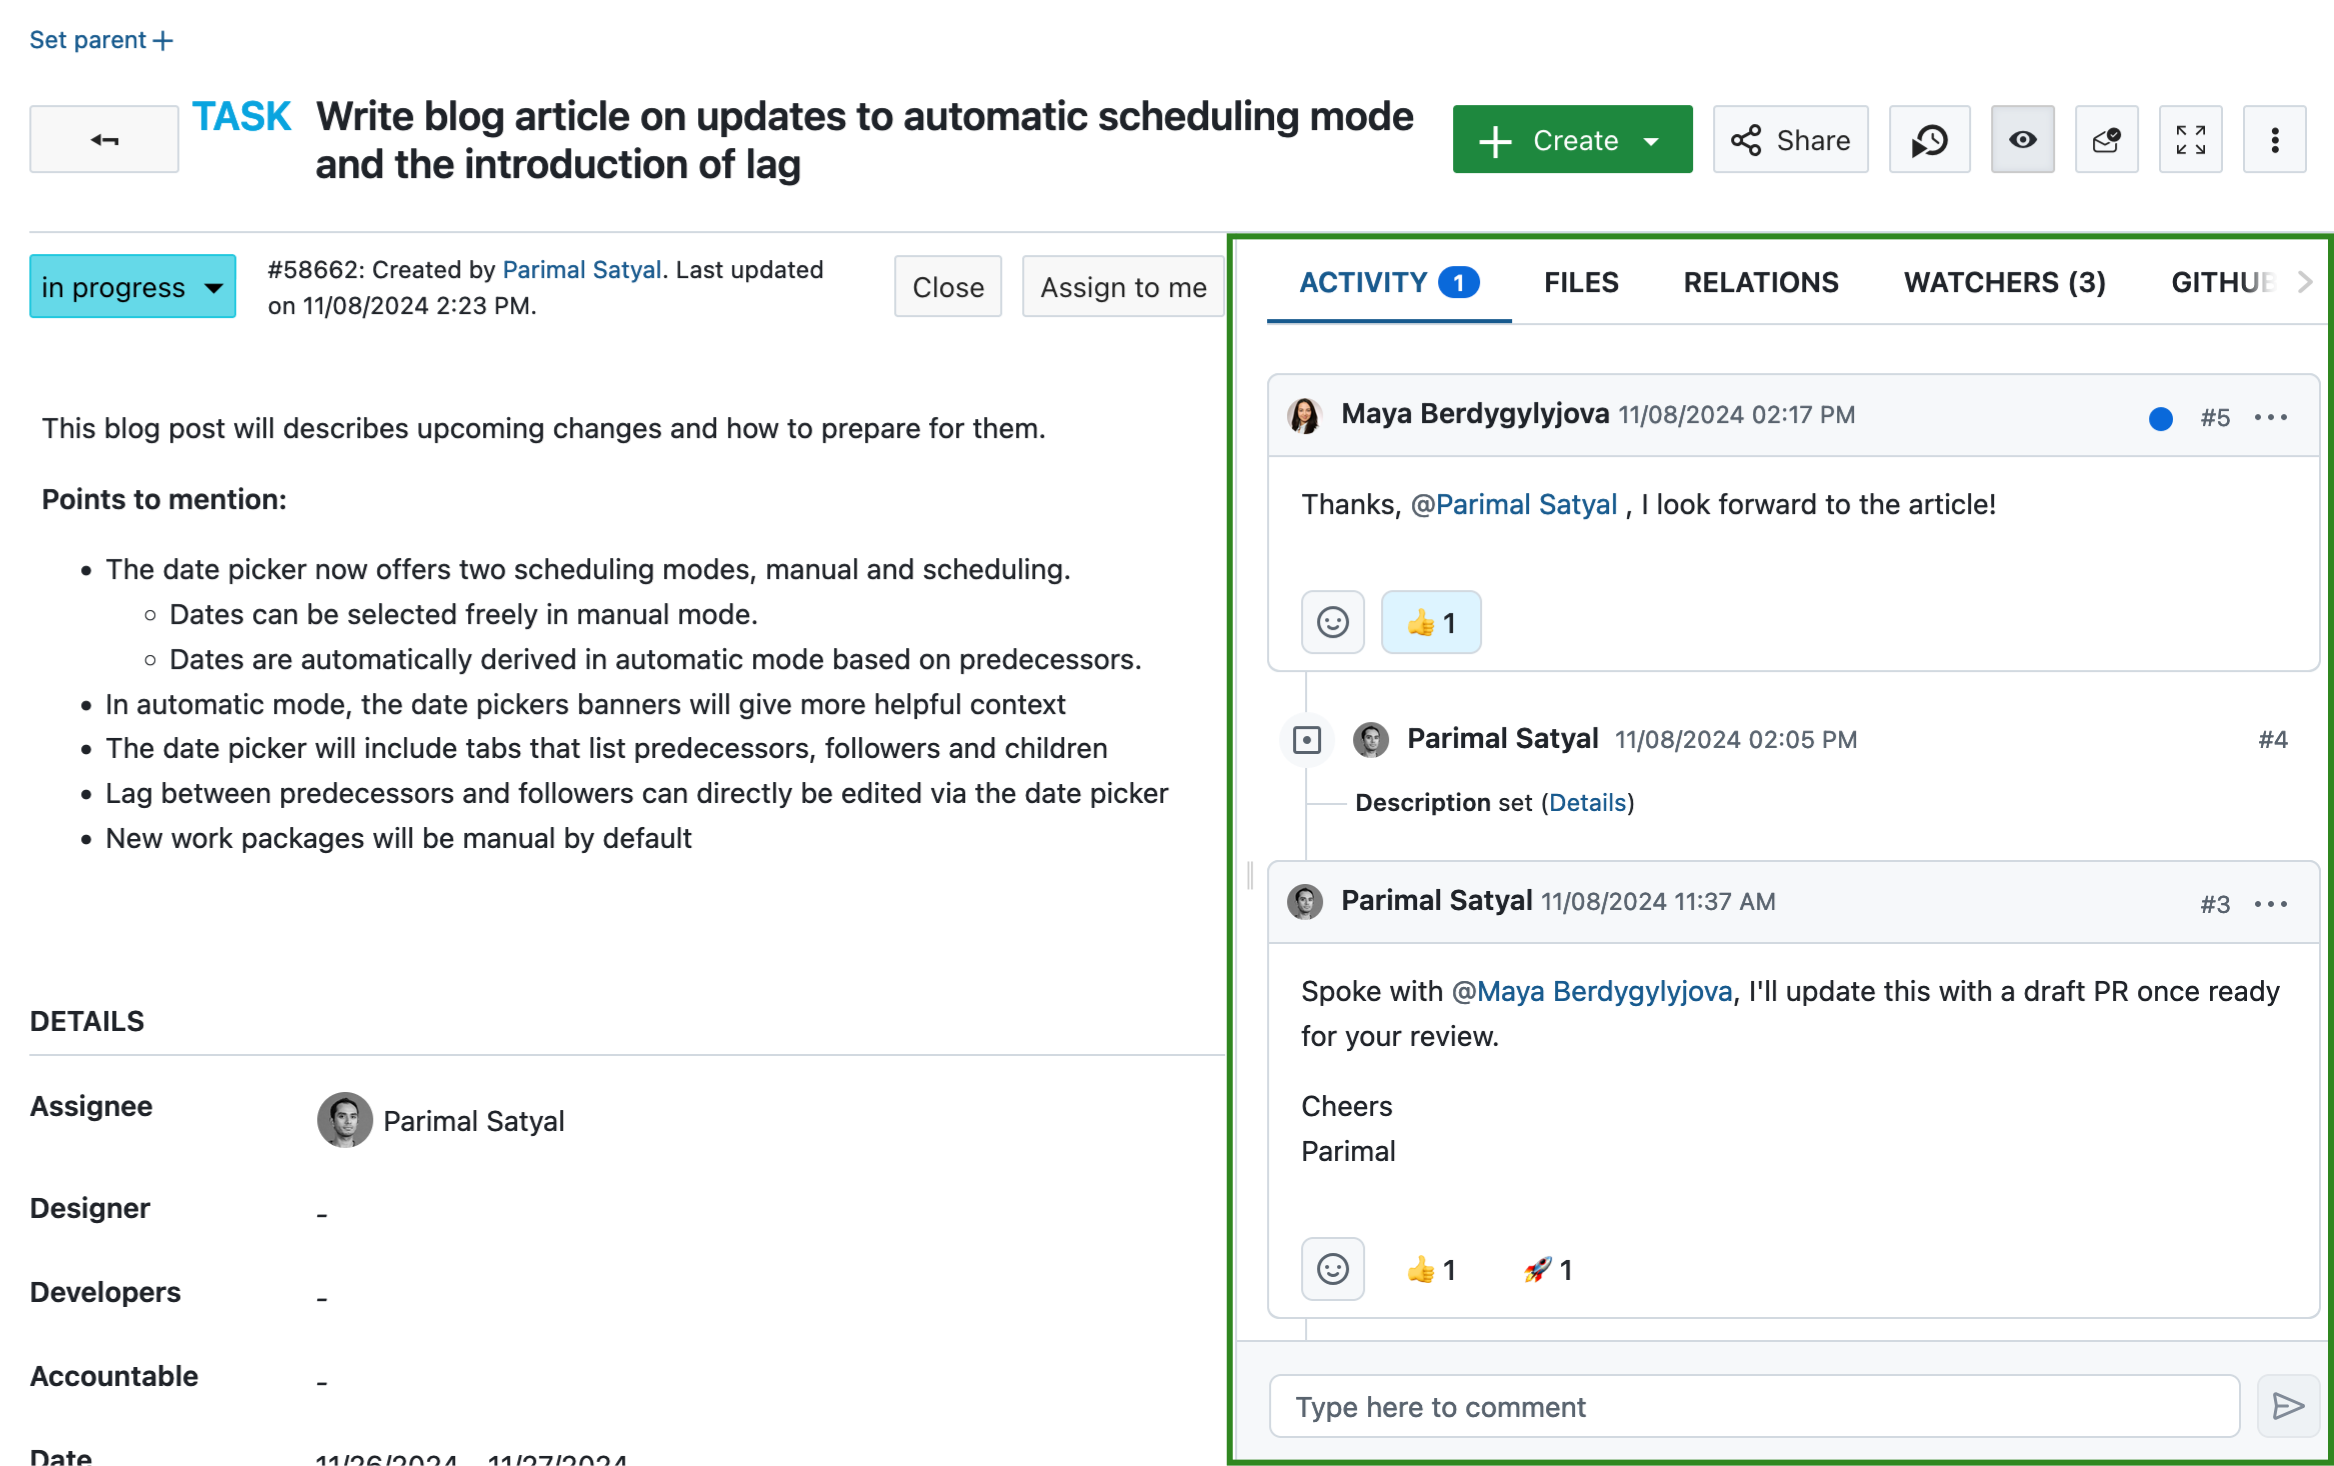 Set parent +
TASK Write blog article on updates to automatic scheduling mode
and the introduction of lag
Create
Share
in progress
#58662: Created by Parimal Satyal. Last updated
on 11/08/2024 2:23 PM.
Close
Assign to me
This blog post will describes upcoming changes and how to prepare for them.
Points to mention:
• The date picker now offers two scheduling modes, manual and scheduling.
◦ Dates can be selected freely in manual mode.
◦ Dates are automatically derived in automatic mode based on predecessors.
• In automatic mode, the date pickers banners will give more helpful context
• The date picker will include tabs that list predecessors, followers and children
• Lag between predecessors and followers can directly be edited via the date picker
• New work packages will be manual by default
DETAILS
Assignee Parimal Satyal
Designer -
Developers -
Accountable -
Date 11/26/2024 - 11/27/2024
ACTIVITY 1 FILES RELATIONS WATCHERS (3) GITHUB
Maya Berdygylyjova 11/08/2024 02:17 PM #5
Thanks, @Parimal Satyal , I look forward to the article!
👍 1
Parimal Satyal 11/08/2024 02:05 PM #4
Description set (Details)
Parimal Satyal 11/08/2024 11:37 AM #3
Spoke with @Maya Berdygylyjova, I'll update this with a draft PR once ready
for your review.
Cheers
Parimal
👍 1 🚀 1
Type here to comment